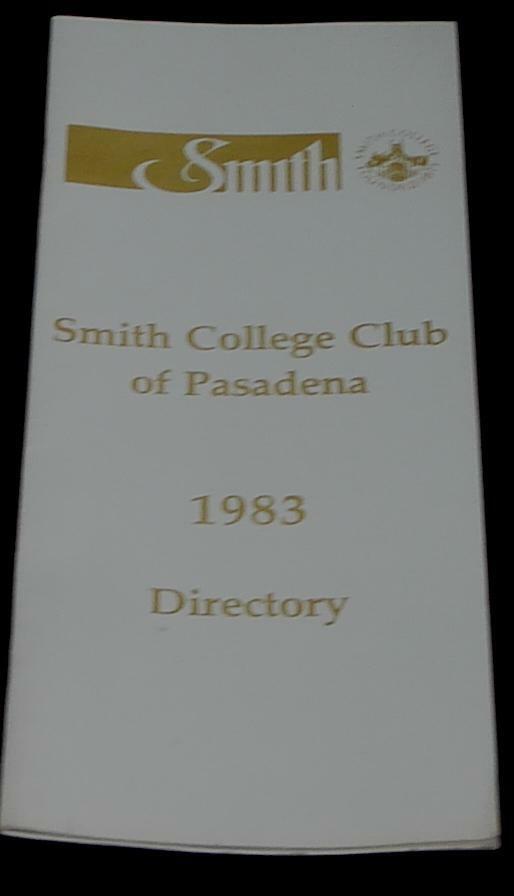 Smith
Smith College Club
of Pasadena
1983
Directory